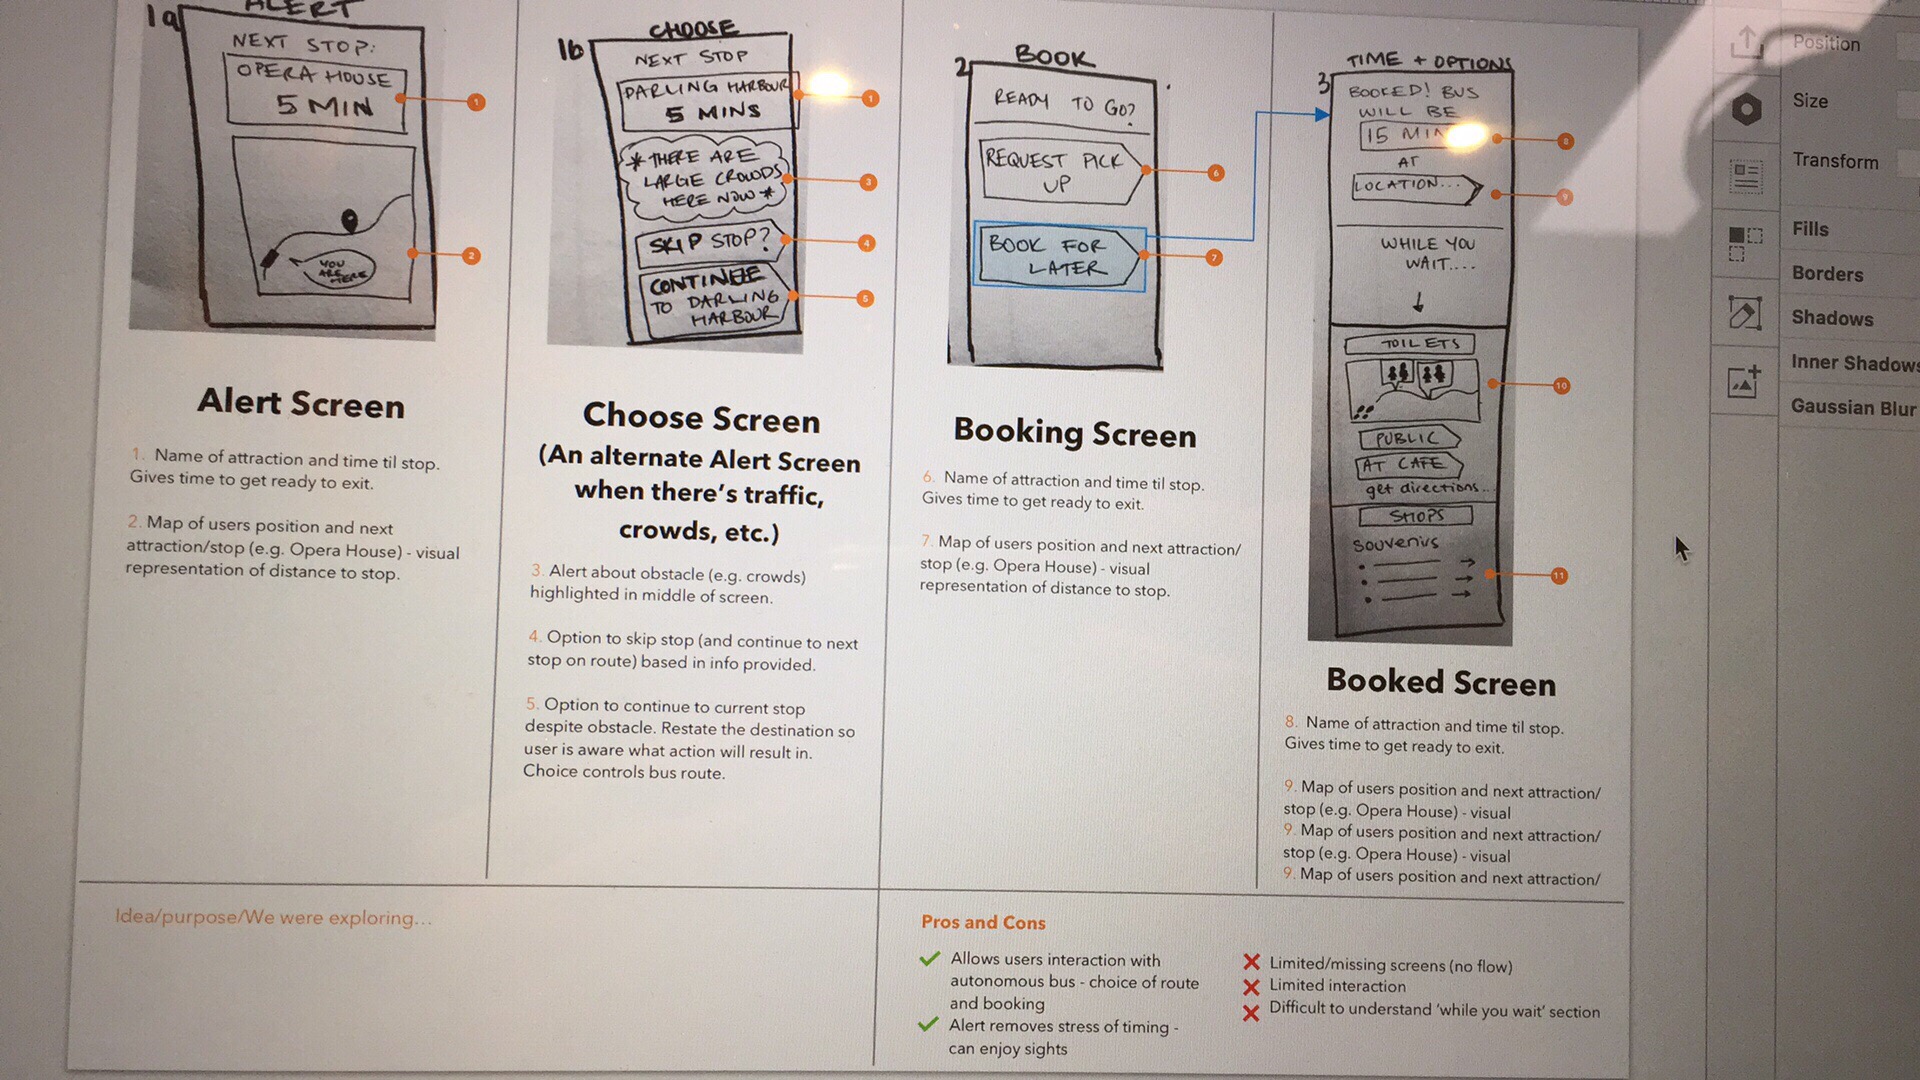 1a
ALERT
NEXT STOP:
OPERA HOUSE
5 MIN
YOU
ARE
HERE
1
2
Alert Screen
1. Name of attraction and time til stop.
Gives time to get ready to exit.
2. Map of users position and next
attraction/stop (e.g. Opera House) - visual
representation of distance to stop.
1b
CHOOSE
NEXT STOP
DARLING HARBOUR
5 MINS
* THERE ARE
LARGE CROWDS
HERE NOW *
SKIP STOP?
CONTINUE
TO DARLING
HARBOUR
1
3
4
5
Choose Screen
(An alternate Alert Screen
when there's traffic,
crowds, etc.)
3. Alert about obstacle (e.g. crowds)
highlighted in middle of screen.
4. Option to skip stop (and continue to next
stop on route) based in info provided.
5. Option to continue to current stop
despite obstacle. Restate the destination so
user is aware what action will result in.
Choice controls bus route.
2
BOOK
READY TO GO?
REQUEST PICK
UP
BOOK FOR
LATER
6
7
Booking Screen
6. Name of attraction and time til stop.
Gives time to get ready to exit.
7. Map of users position and next attraction/
stop (e.g. Opera House) - visual
representation of distance to stop.
3
TIME + OPTIONS
BOOKED! BUS
WILL BE
15 MIN
AT
LOCATION...
WHILE YOU
WAIT....
TOILETS
PUBLIC
AT CAFE
get directions...
SHOPS
Souvenirs
8
9
10
11
Booked Screen
8. Name of attraction and time til stop.
Gives time to get ready to exit.
9. Map of users position and next attraction/
stop (e.g. Opera House) - visual
9. Map of users position and next attraction/
stop (e.g. Opera House) - visual
9. Map of users position and next attraction/
Idea/purpose/We were exploring...
Pros and Cons
Allows users interaction with
autonomous bus - choice of route
and booking
Alert removes stress of timing -
can enjoy sights
Limited/missing screens (no flow)
Limited interaction
Difficult to understand 'while you wait' section
Position
Size
Transform
Fills
Borders
Shadows
Inner Shadows
Gaussian Blur